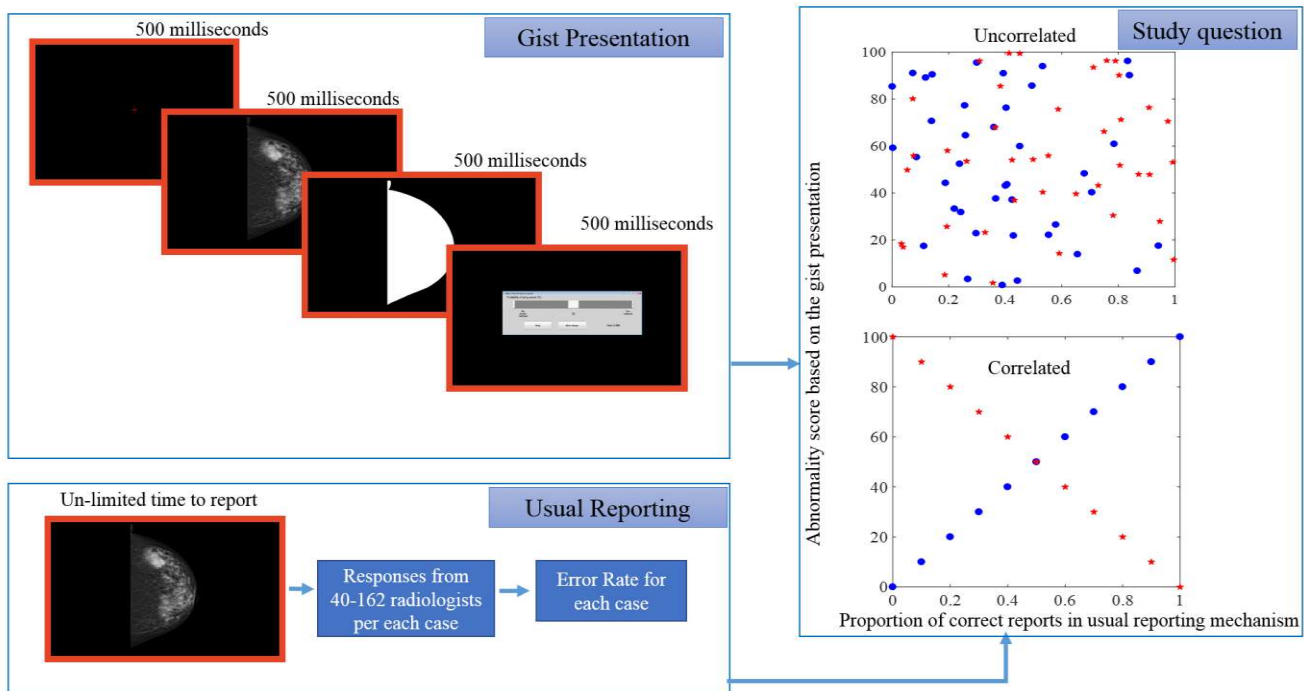 Gist Presentation
500 milliseconds
500 milliseconds
500 milliseconds
500 milliseconds
Usual Reporting
Un-limited time to report
Responses from
40-162 radiologists
per each case
Error Rate for
each case
Study question
Uncorrelated
100
80
60
40
20
0
0 0.2 0.4 0.6 0.8 1
Abnormality score based on the gist presentation
Correlated
100
80
60
40
20
0
0 0.2 0.4 0.6 0.8 1
Proportion of correct reports in usual reporting mechanism